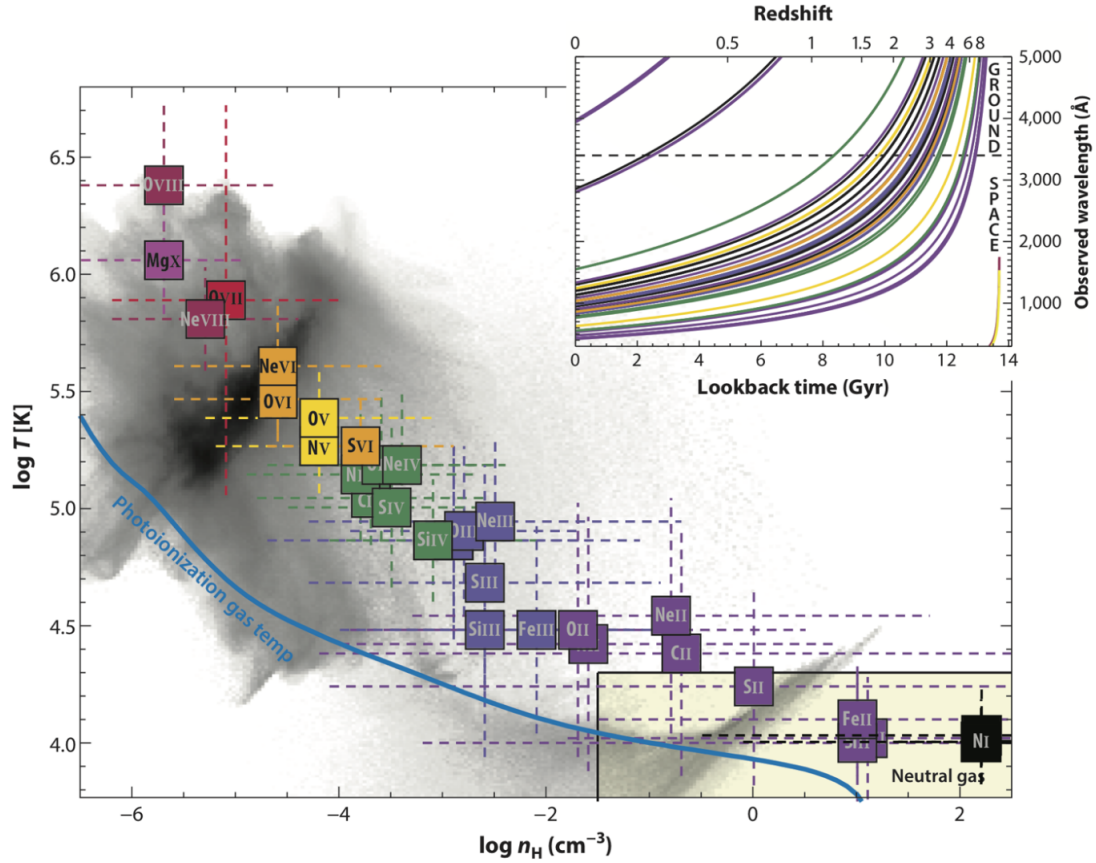 Redshift
0 0.5 1 1.5 2 3 4 6 8
5,000
4,000
3,000
2,000
1,000
Observed wavelength (Å)
GROUND
SPACE
0 2 4 6 8 10 12 14
Lookback time (Gyr)
log T [K]
6.5
6.0
5.5
5.0
4.5
4.0
OVIII
MgX
OVII
NeVIII
NeVI
OVI
OV
NV
SVI
NeIV
SIV
SiIV
NeIII
SIII
SiIII
FeIII
OII
NeII
CII
SII
FeII
NI
Photoionization gas temp
Neutral gas
−6 −4 −2 0 2
log nH (cm−3)